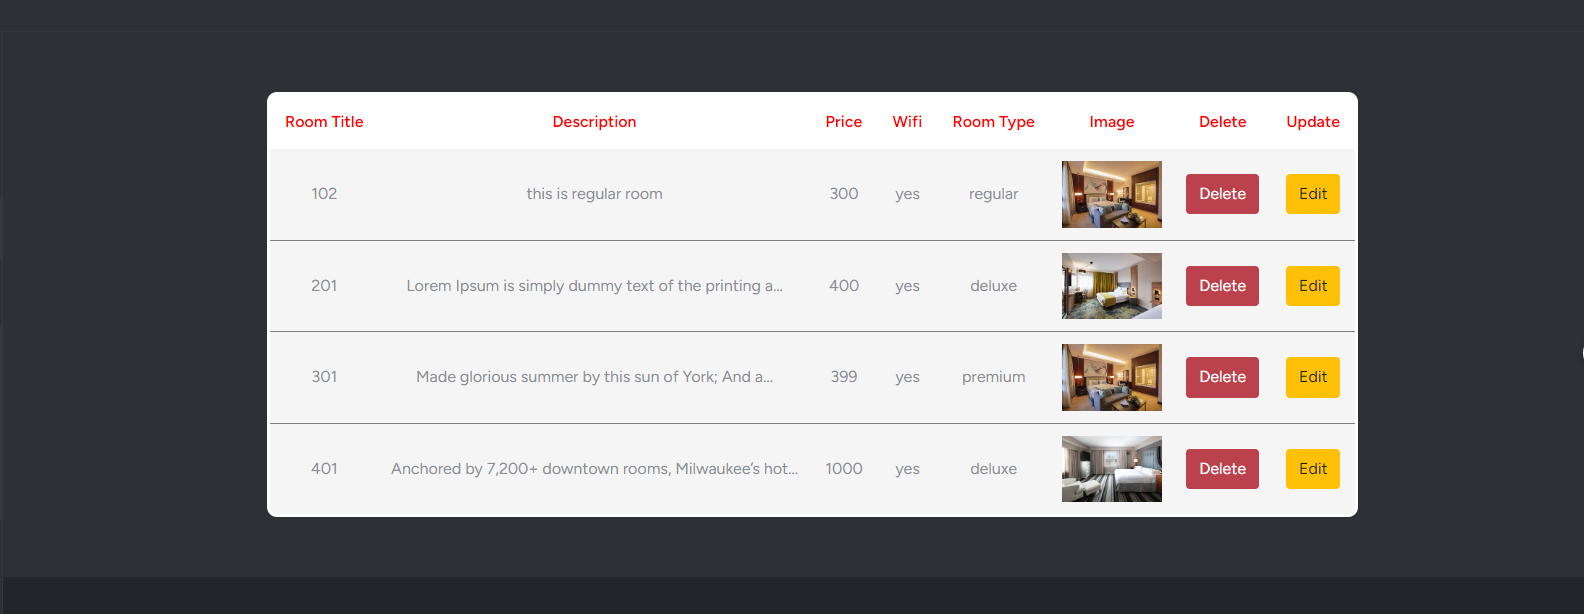 Room Title Description Price Wifi Room Type Image Delete Update
102 this is regular room 300 yes regular Delete Edit
201 Lorem Ipsum is simply dummy text of the printing a... 400 yes deluxe Delete Edit
301 Made glorious summer by this sun of York; And a... 399 yes premium Delete Edit
401 Anchored by 7,200+ downtown rooms, Milwaukee’s hot... 1000 yes deluxe Delete Edit